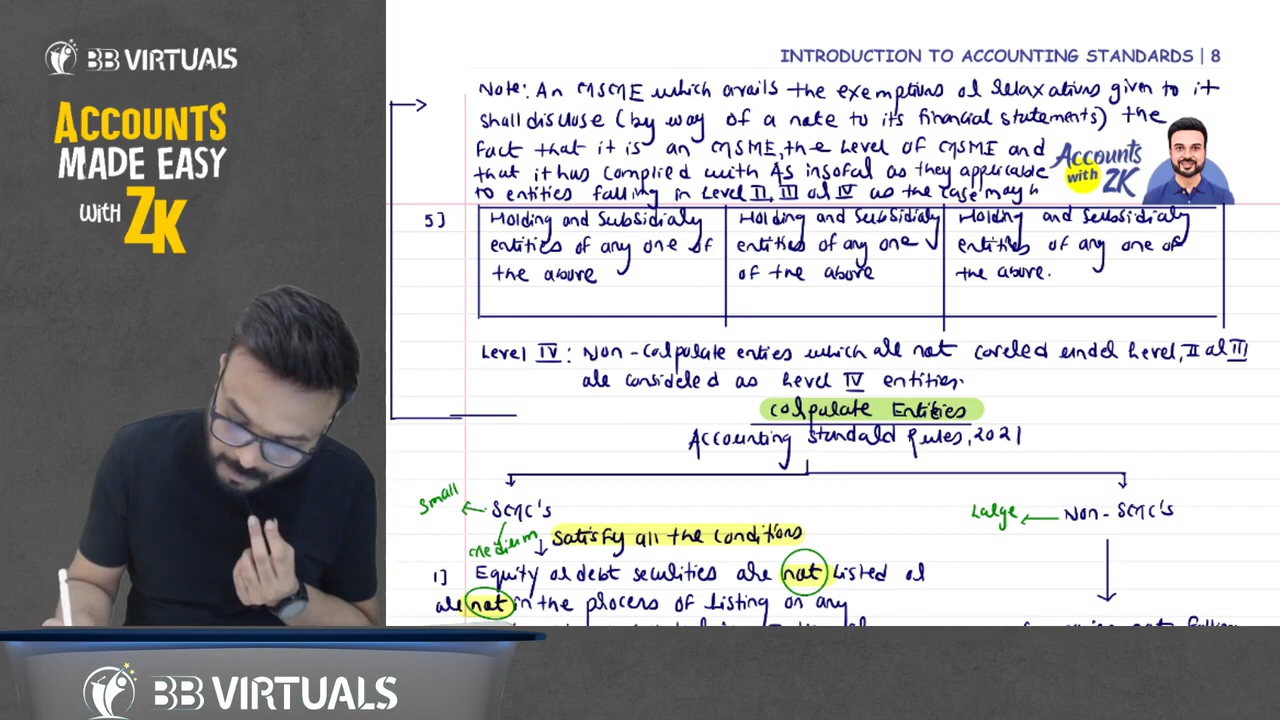 BB VIRTUALS
ACCOUNTS
MADE EASY
with ZK
INTRODUCTION TO ACCOUNTING STANDARDS | 8
Note: An MSME which avails the exemptions or relaxations given to it
shall disclose (by way of a note to its financial statements) the
fact that it is an MSME, the Level of MSME and
that it has complied with AS insofar as they applicable
to entities falling in Level II, III or IV as the case may
Accounts
with ZK
5]
Holding and Subsidiary
entities of any one of
the above
Holding and Subsidiary
entities of any one
of the above
Holding and Subsidiary
entities of any one of
the above.
Level IV: Non-Corporate enties which are not covered under Level, II or III
are considered as Level IV entities.
Corporate Entities
Accounting Standard Rules, 2021
Small
SMC's
medium
Large
Non-SMC's
Satisfy all the conditions
1] Equity or debt securities are not listed or
are not in the process of listing on any
BB VIRTUALS